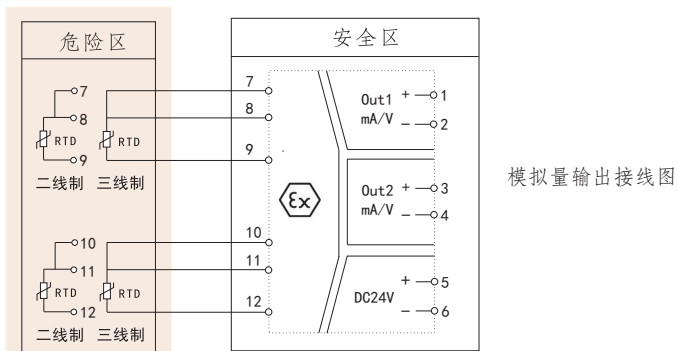 危险区
安全区
7
8
RTD
RTD
9
二线制 三线制
10
11
RTD
RTD
12
二线制 三线制
7
8
9
10
11
12
Ex
Out1
mA/V
+
1
−
2
Out2
mA/V
+
3
−
4
DC24V
+
5
−
6
模拟量输出接线图